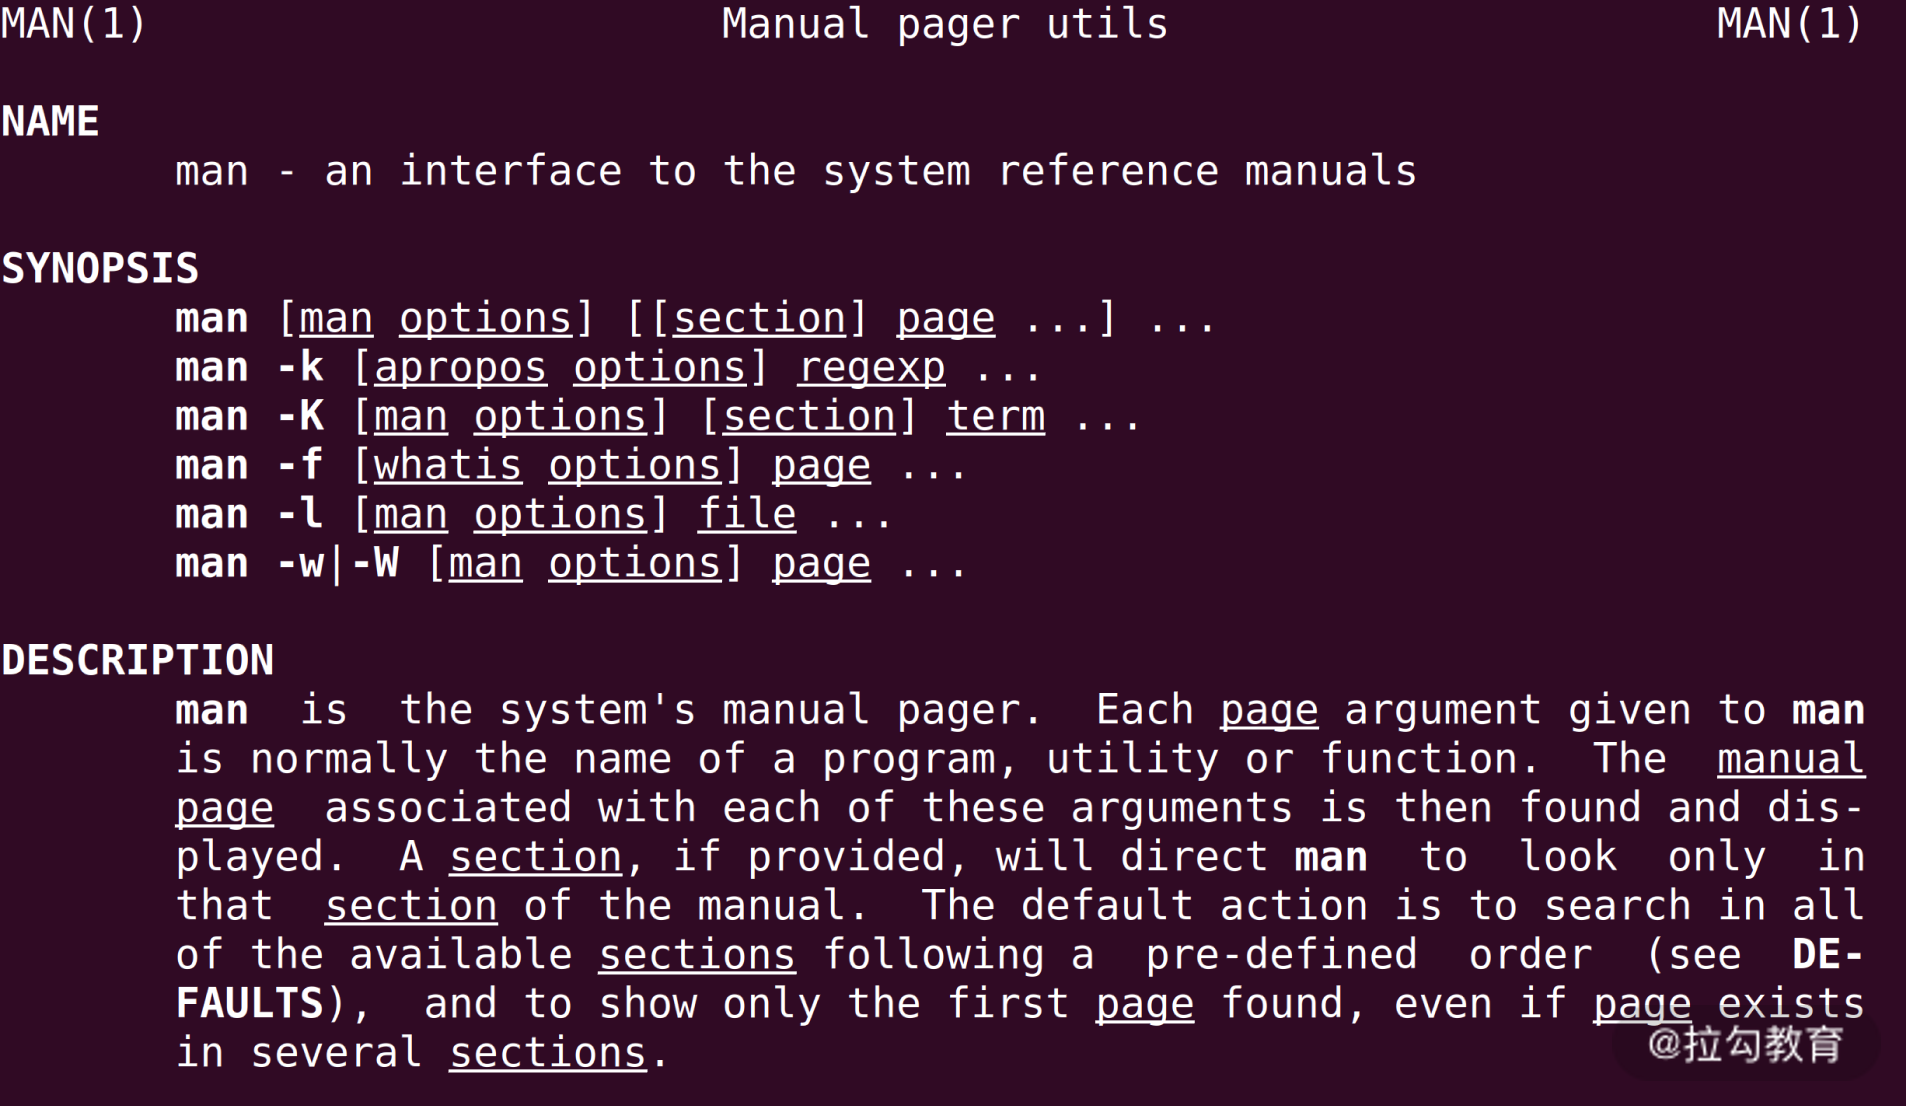 MAN(1)                        Manual pager utils                       MAN(1)
NAME
       man - an interface to the system reference manuals
SYNOPSIS
       man [man options] [[section] page ...] ...
       man -k [apropos options] regexp ...
       man -K [man options] [section] term ...
       man -f [whatis options] page ...
       man -l [man options] file ...
       man -w|-W [man options] page ...
DESCRIPTION
       man  is  the system's manual pager.  Each page argument given to man
       is normally the name of a program, utility or function.  The  manual
       page  associated with each of these arguments is then found and dis-
       played.  A section, if provided, will direct man  to  look  only  in
       that  section of the manual.  The default action is to search in all
       of the available sections following a  pre-defined  order  (see  DE-
       FAULTS),  and to show only the first page found, even if page exists
       in several sections.
@拉勾教育